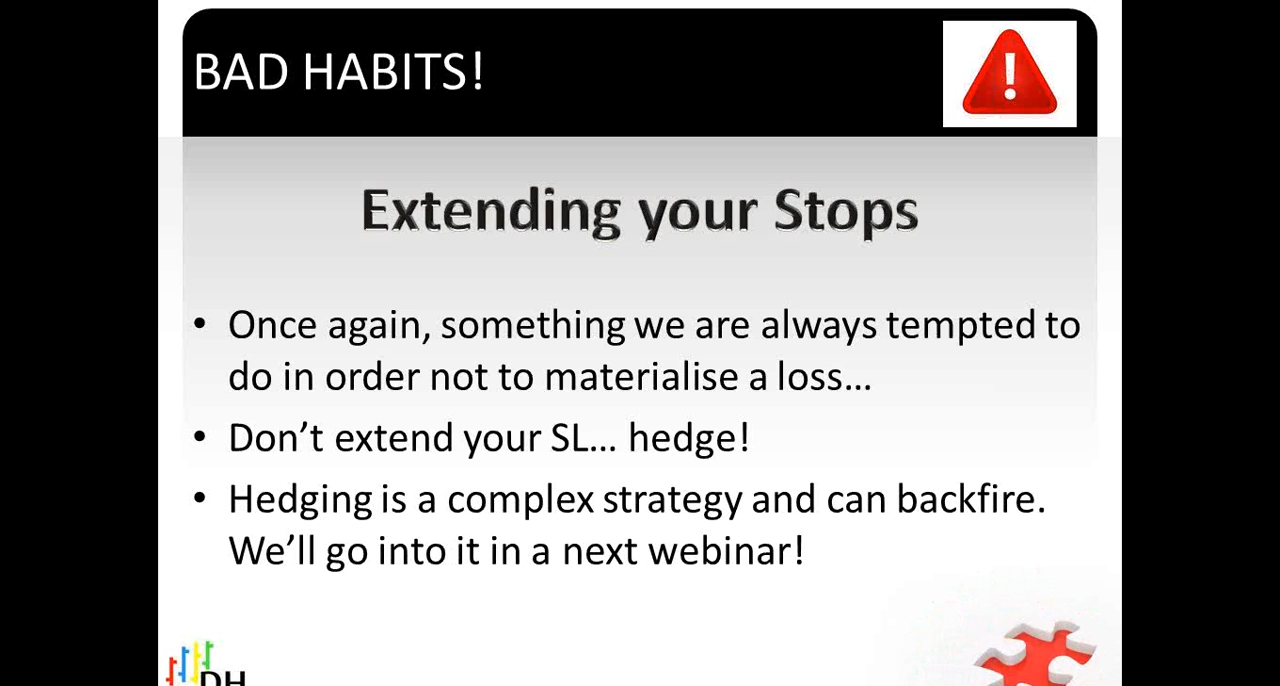 BAD HABITS!
Extending your Stops
• Once again, something we are always tempted to
do in order not to materialise a loss...
• Don’t extend your SL... hedge!
• Hedging is a complex strategy and can backfire.
We’ll go into it in a next webinar!
DH